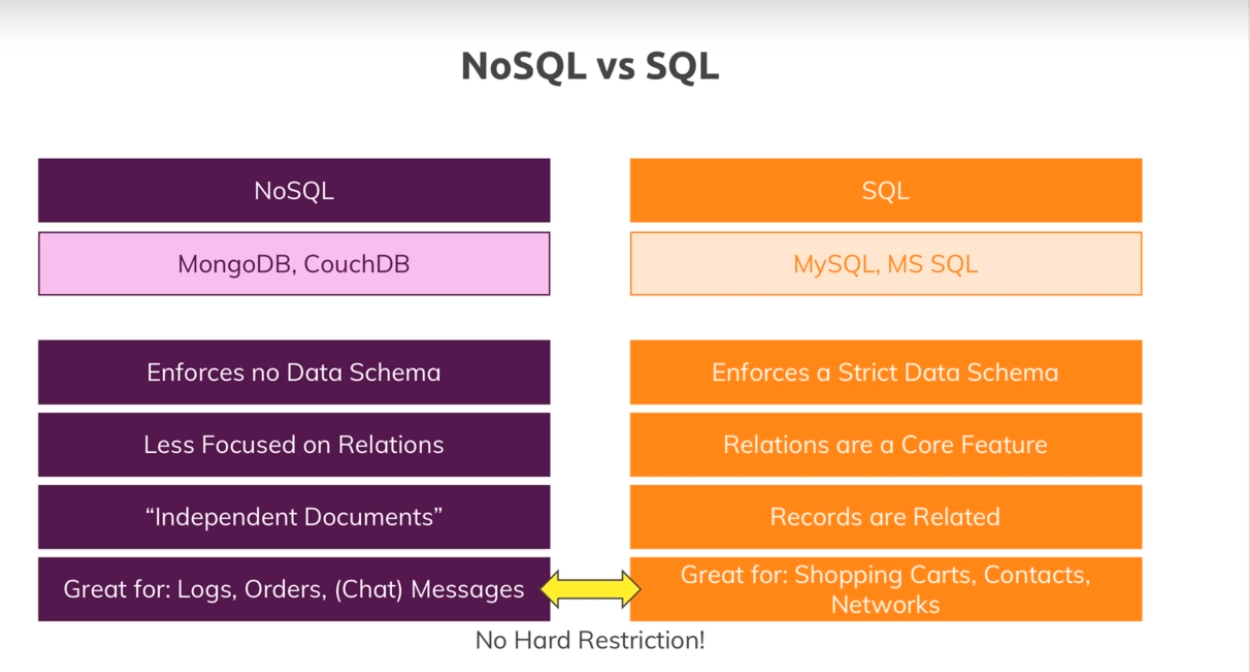 NoSQL vs SQL
NoSQL
SQL
MongoDB, CouchDB
MySQL, MS SQL
Enforces no Data Schema
Enforces a Strict Data Schema
Less Focused on Relations
Relations are a Core Feature
“Independent Documents”
Records are Related
Great for: Logs, Orders, (Chat) Messages
Great for: Shopping Carts, Contacts,
Networks
No Hard Restriction!